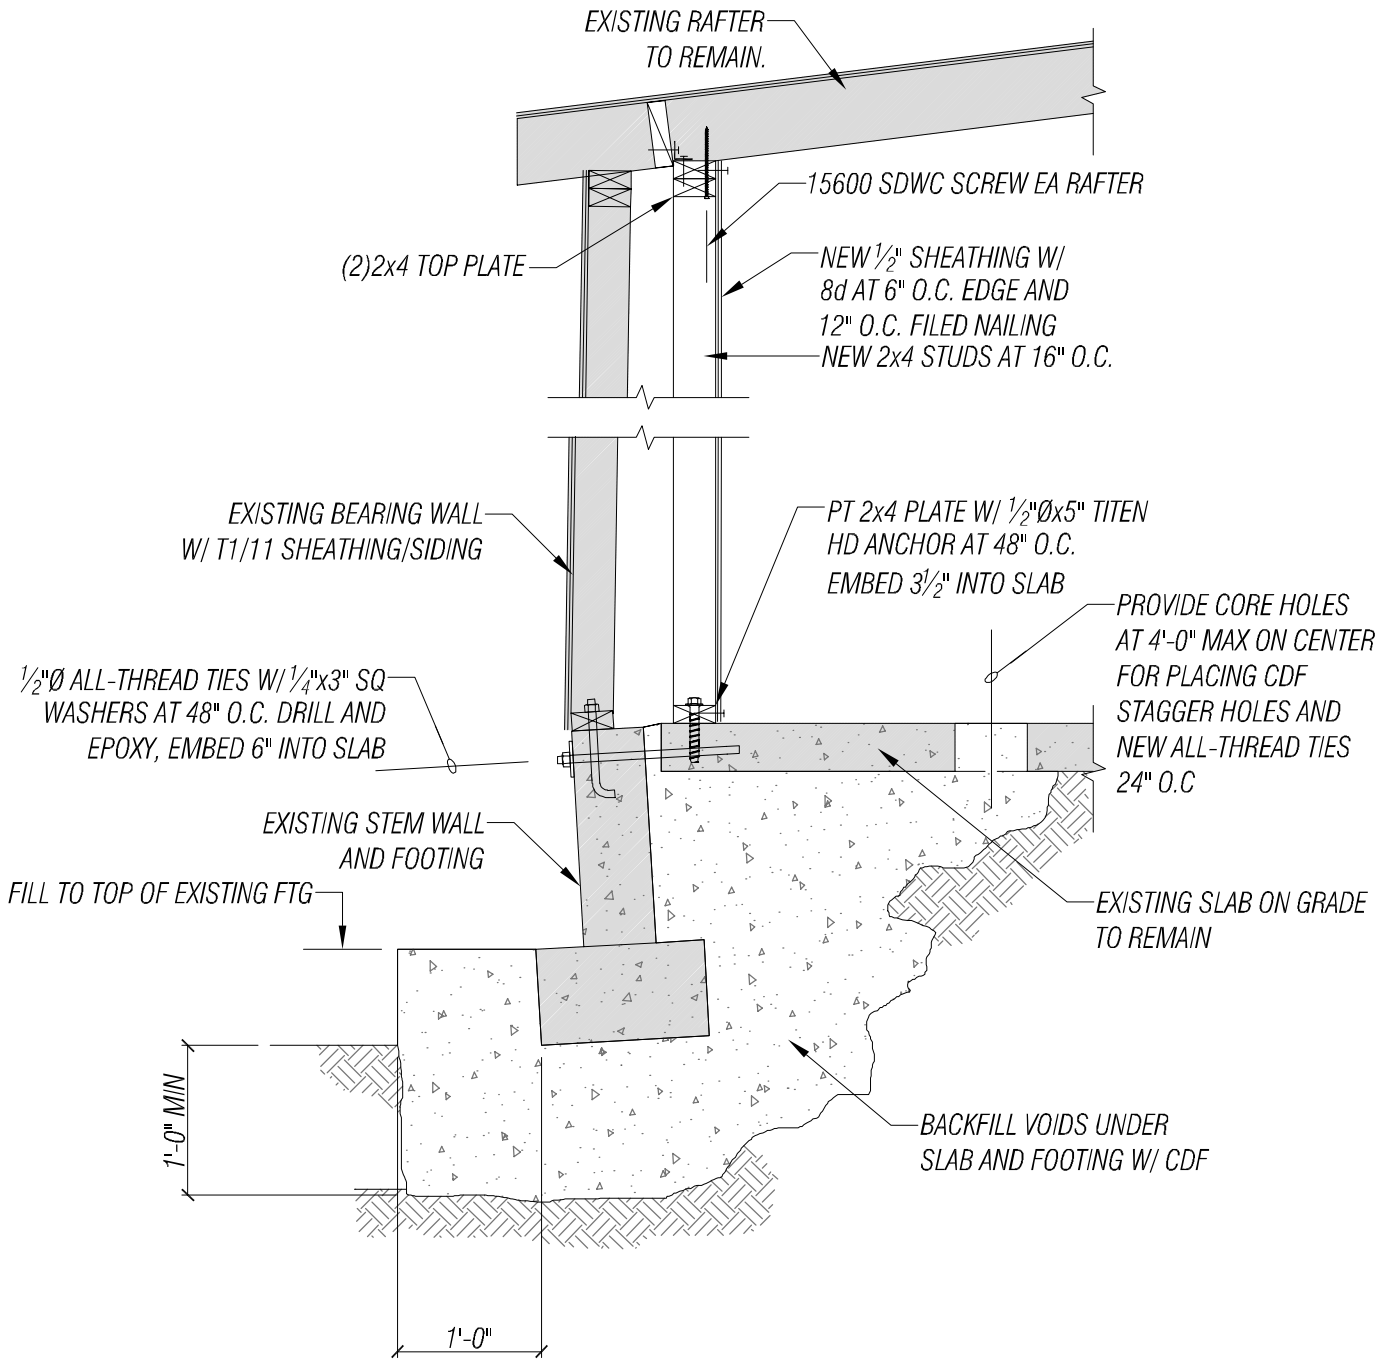 EXISTING RAFTER
TO REMAIN.
15600 SDWC SCREW EA RAFTER
(2)2x4 TOP PLATE
NEW 1/2" SHEATHING W/
8d AT 6" O.C. EDGE AND
12" O.C. FILED NAILING
NEW 2x4 STUDS AT 16" O.C.
EXISTING BEARING WALL
W/ T1/11 SHEATHING/SIDING
PT 2x4 PLATE W/ 1/2"Øx5" TITEN
HD ANCHOR AT 48" O.C.
EMBED 3 1/2" INTO SLAB
PROVIDE CORE HOLES
AT 4'-0" MAX ON CENTER
FOR PLACING CDF
STAGGER HOLES AND
NEW ALL-THREAD TIES
24" O.C
1/2"Ø ALL-THREAD TIES W/ 1/4"x3" SQ
WASHERS AT 48" O.C. DRILL AND
EPOXY, EMBED 6" INTO SLAB
EXISTING STEM WALL
AND FOOTING
FILL TO TOP OF EXISTING FTG
EXISTING SLAB ON GRADE
TO REMAIN
1'-0" MIN
BACKFILL VOIDS UNDER
SLAB AND FOOTING W/ CDF
1'-0"